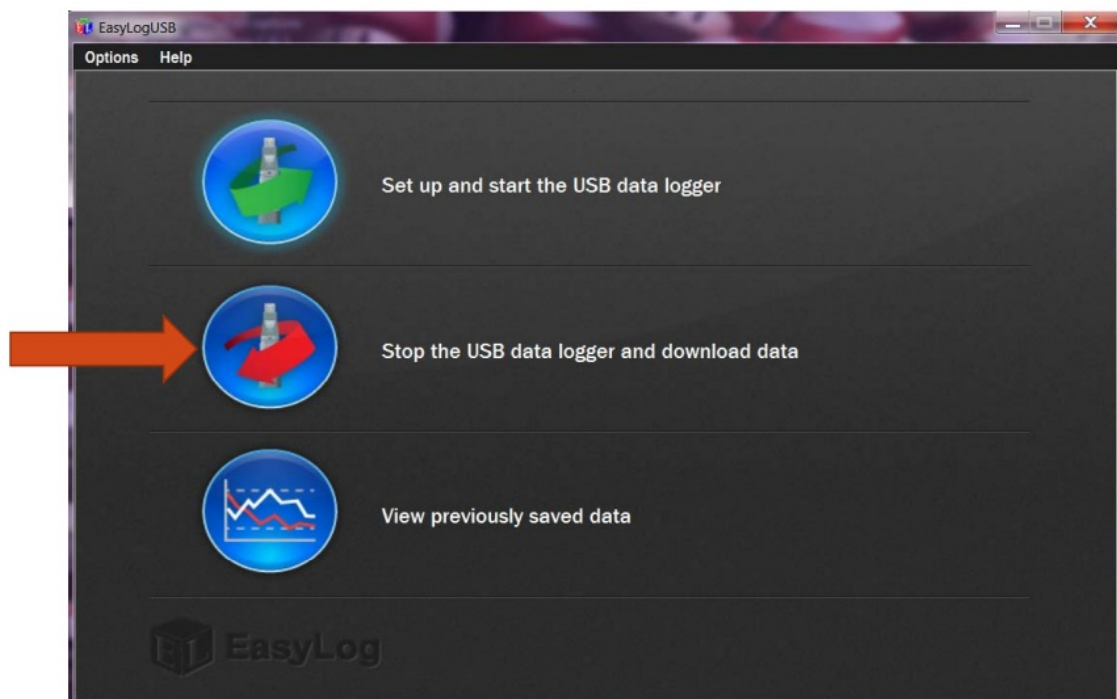 EasyLogUSB
Options Help
Set up and start the USB data logger
Stop the USB data logger and download data
View previously saved data
EL EasyLog